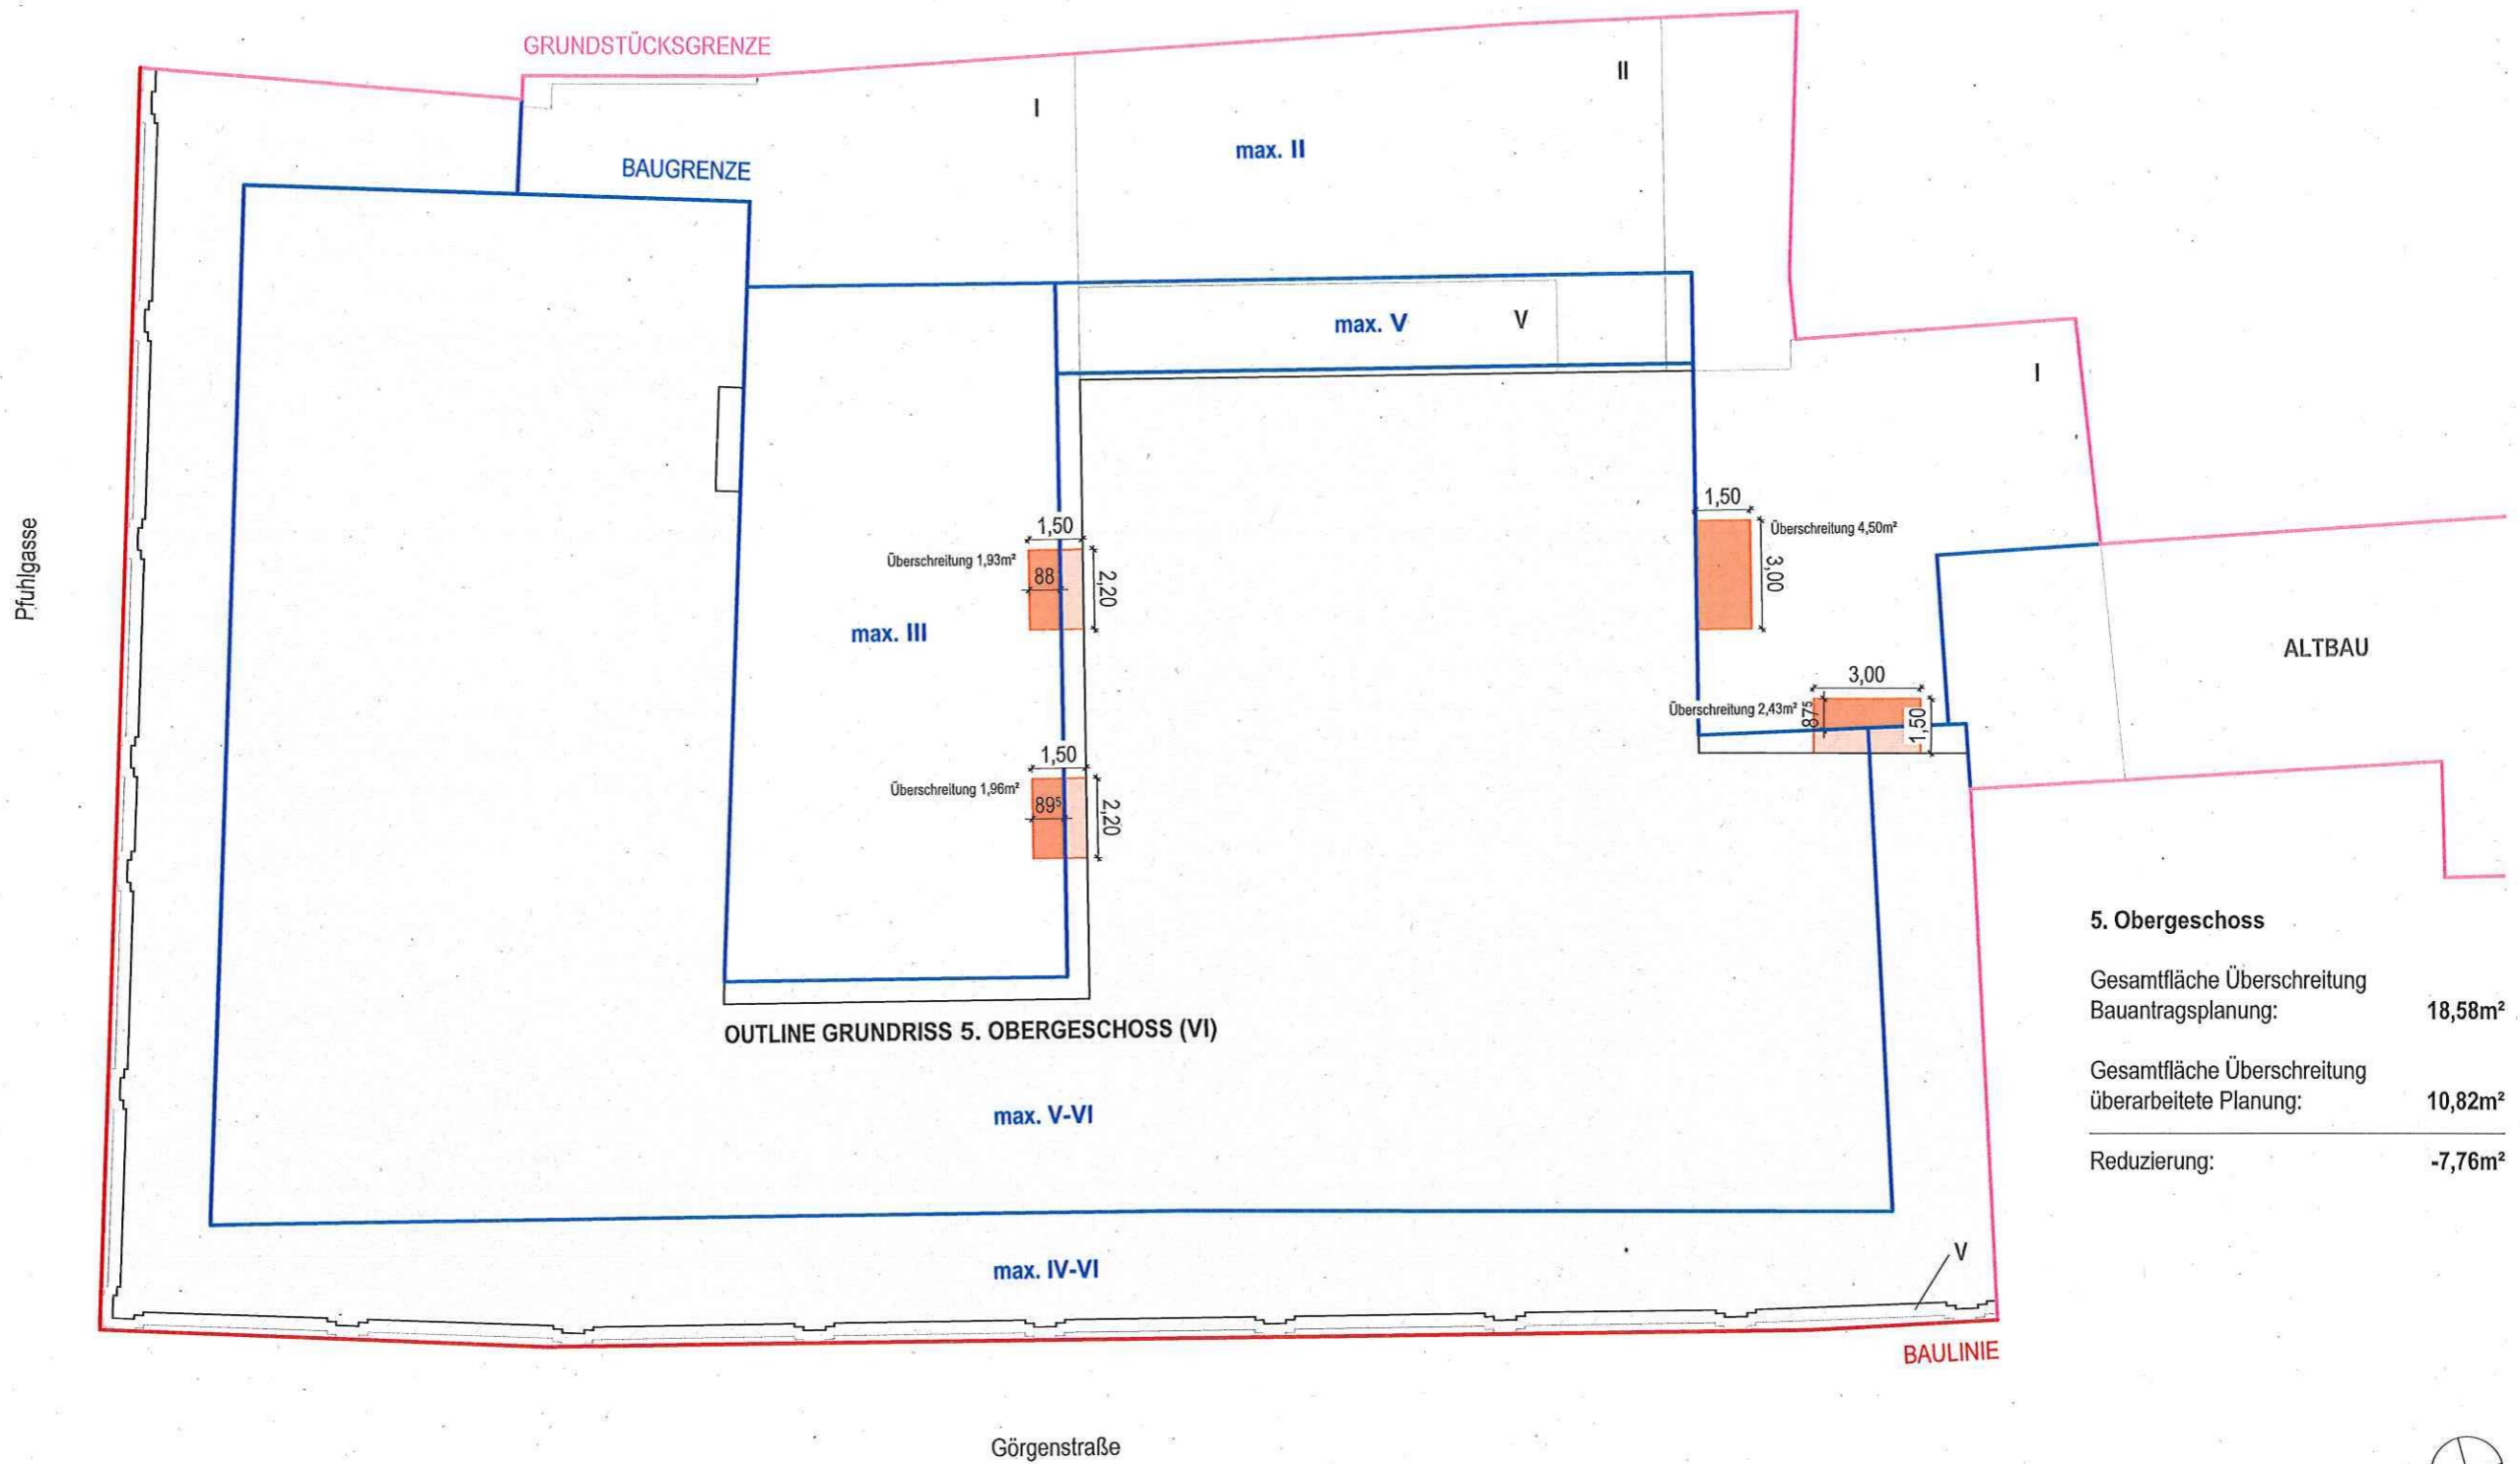 GRUNDSTÜCKSGRENZE
II
I
max. II
BAUGRENZE
max. V
V
I
1,50
1,50
Überschreitung 4,50m²
Überschreitung 1,93m²
88
2,20
3,00
Pfuhlgasse
max. III
ALTBAU
3,00
Überschreitung 2,43m²
87⁵
1,50
1,50
Überschreitung 1,96m²
89⁵
2,20
5. Obergeschoss
Gesamtfläche Überschreitung
Bauantragsplanung: 18,58m²
Gesamtfläche Überschreitung
überarbeitete Planung: 10,82m²
Reduzierung: -7,76m²
OUTLINE GRUNDRISS 5. OBERGESCHOSS (VI)
max. V-VI
max. IV-VI
V
BAULINIE
Görgenstraße